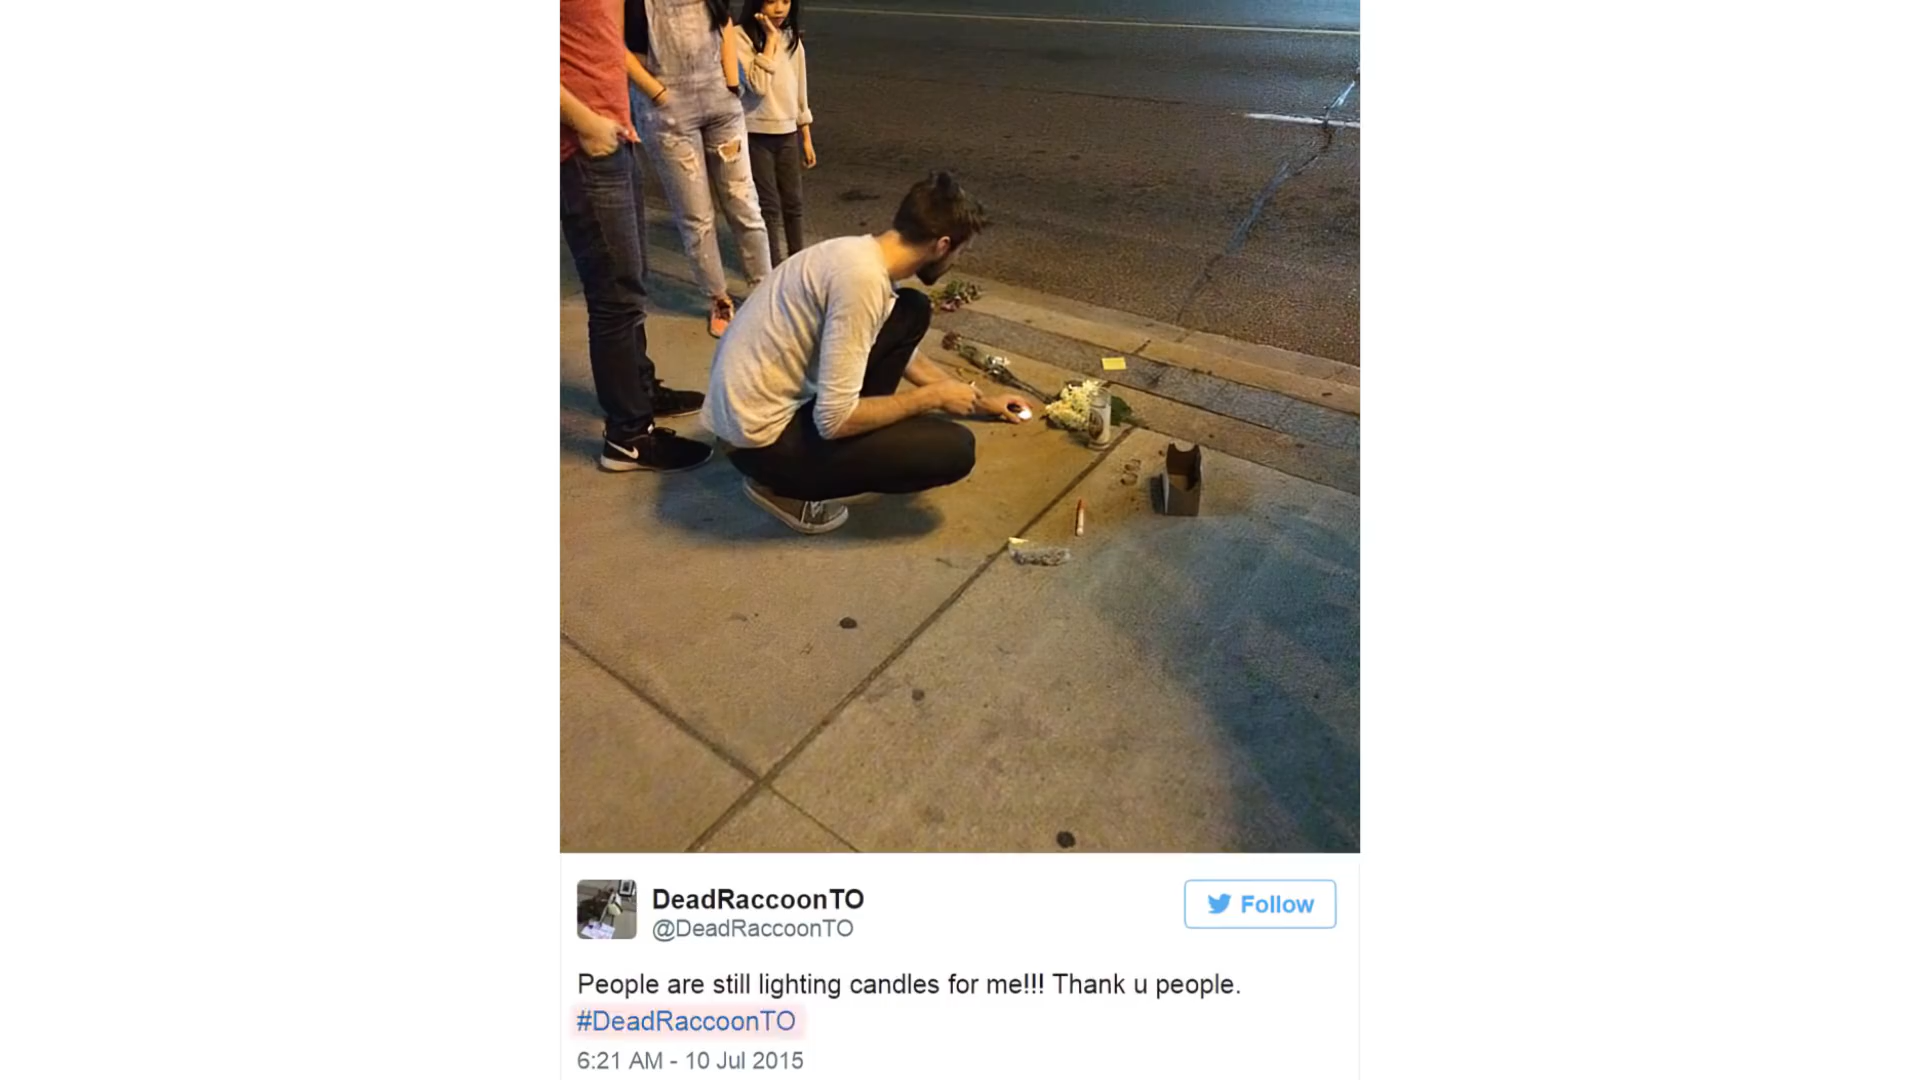 DeadRaccoonTO
@DeadRaccoonTO
Follow
People are still lighting candles for me!!! Thank u people.
#DeadRaccoonTO
6:21 AM - 10 Jul 2015